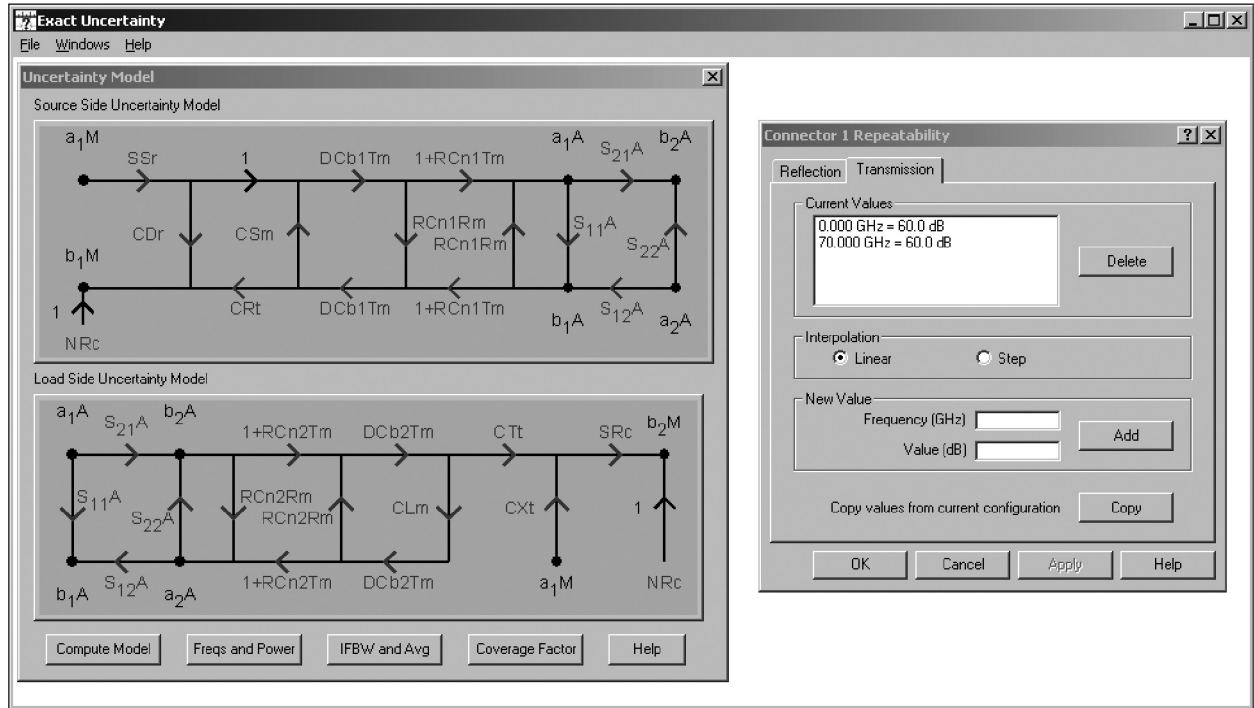 Exact Uncertainty
File Windows Help
Uncertainty Model
Source Side Uncertainty Model
a1M
SSr
1
DCb1Tm
1+RCn1Tm
a1A
S21A
b2A
CDr
CSm
RCn1Rm
RCn1Rm
S11A
S22A
b1M
1
NRc
CRt
DCb1Tm
1+RCn1Tm
b1A
S12A
a2A
Load Side Uncertainty Model
a1A
S21A
b2A
1+RCn2Tm
DCb2Tm
CTt
SRc
b2M
S11A
S22A
RCn2Rm
RCn2Rm
CLm
CXt
1
b1A
S12A
a2A
1+RCn2Tm
DCb2Tm
a1M
NRc
Compute Model
Freqs and Power
IFBW and Avg
Coverage Factor
Help
Connector 1 Repeatability
Reflection Transmission
Current Values
0.000 GHz = 60.0 dB
70.000 GHz = 60.0 dB
Delete
Interpolation
Linear Step
New Value
Frequency (GHz)
Value (dB)
Add
Copy values from current configuration
Copy
OK Cancel Apply Help